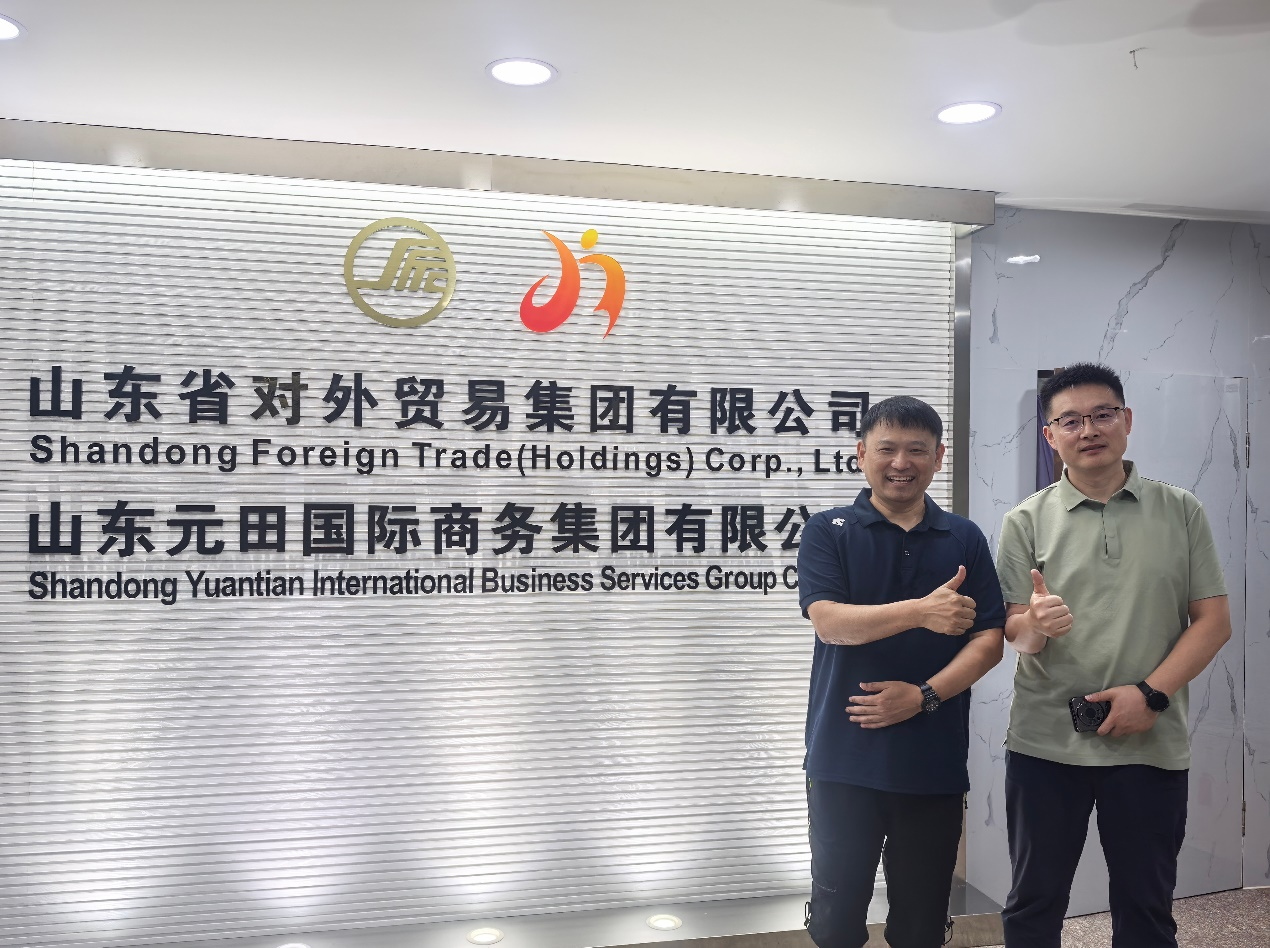 山东省对外贸易集团有限公司
Shandong Foreign Trade(Holdings) Corp., Ltd
山东元田国际商务集团有限公
Shandong Yuantian International Business Services Group C